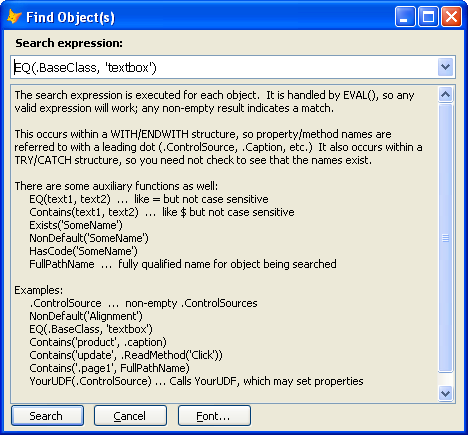 Find Object(s)
Search expression:
EQ(.BaseClass, 'textbox')
The search expression is executed for each object.  It is handled by EVAL(), so any
valid expression will work; any non-empty result indicates a match.
This occurs within a WITH/ENDWITH structure, so property/method names are
referred to with a leading dot (.ControlSource, .Caption, etc.)  It also occurs within a
TRY/CATCH structure, so you need not check to see that the names exist.
There are some auxiliary functions as well:
EQ(text1, text2)  ...  like = but not case sensitive
Contains(text1, text2)  ...  like $ but not case sensitive
Exists('SomeName')
NonDefault('SomeName')
HasCode('SomeName')
FullPathName  ...  fully qualified name for object being searched
Examples:
.ControlSource  ...  non-empty .ControlSources
NonDefault('Alignment')
EQ(.BaseClass, 'textbox')
Contains('product', .caption)
Contains('update', .ReadMethod('Click'))
Contains('.page1', FullPathName)
YourUDF(.ControlSource) ... Calls YourUDF, which may set properties
Search
Cancel
Font...